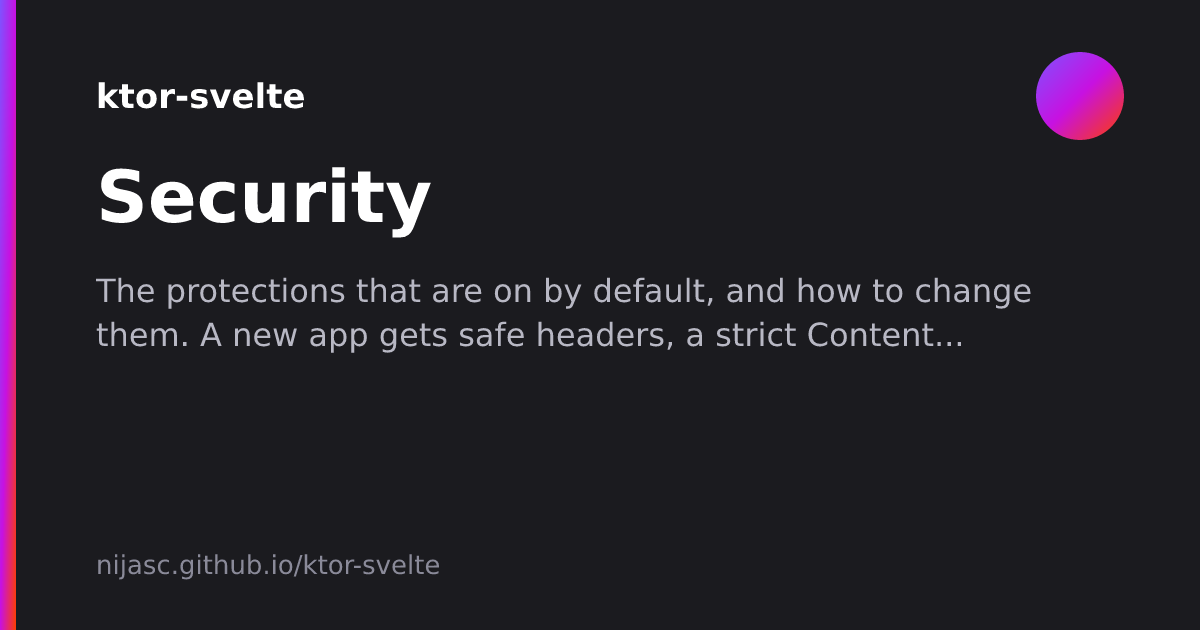 ktor-svelte
Security
The protections that are on by default, and how to change
them. A new app gets safe headers, a strict Content...
nijasc.github.io/ktor-svelte